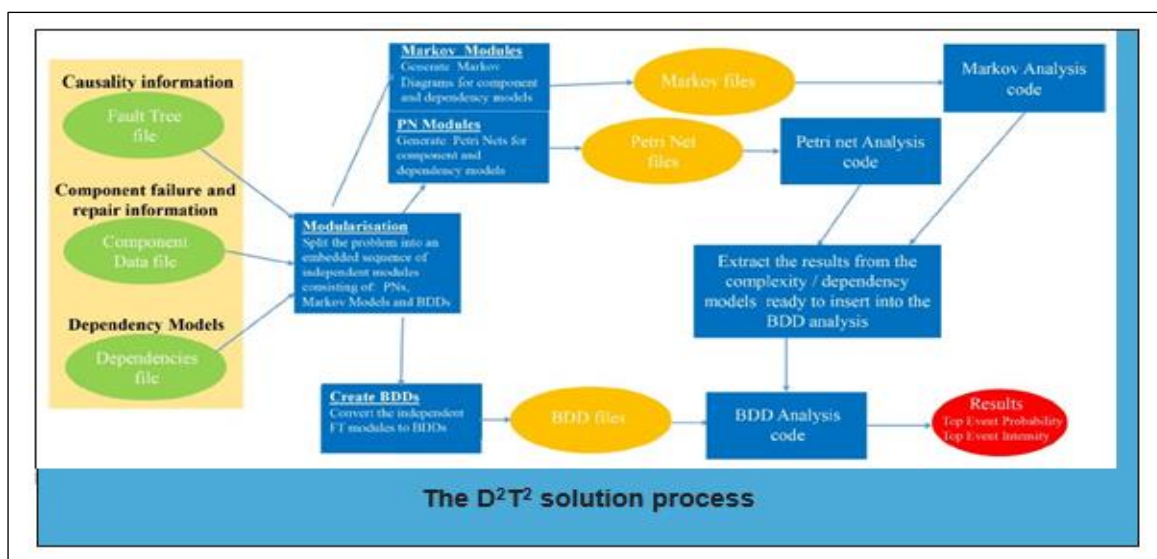 Causality information
Fault Tree
file
Component failure and
repair information
Component
Data file
Dependency Models
Dependencies
file
Modularisation
Split the problem into an
embedded sequence of
independent modules
consisting of: PNs,
Markov Models and BDDs
Markov Modules
Generate Markov
Diagrams for component
and dependency models
PN Modules
Generate Petri Nets for
component and
dependency models
Markov files
Petri Net
files
Markov Analysis
code
Petri net Analysis
code
Extract the results from the
complexity / dependency
models ready to insert into the
BDD analysis
Create BDDs
Convert the independent
FT modules to BDDs
BDD files
BDD Analysis
code
Results
Top Event Probability
Top Event Intensity
The D²T² solution process